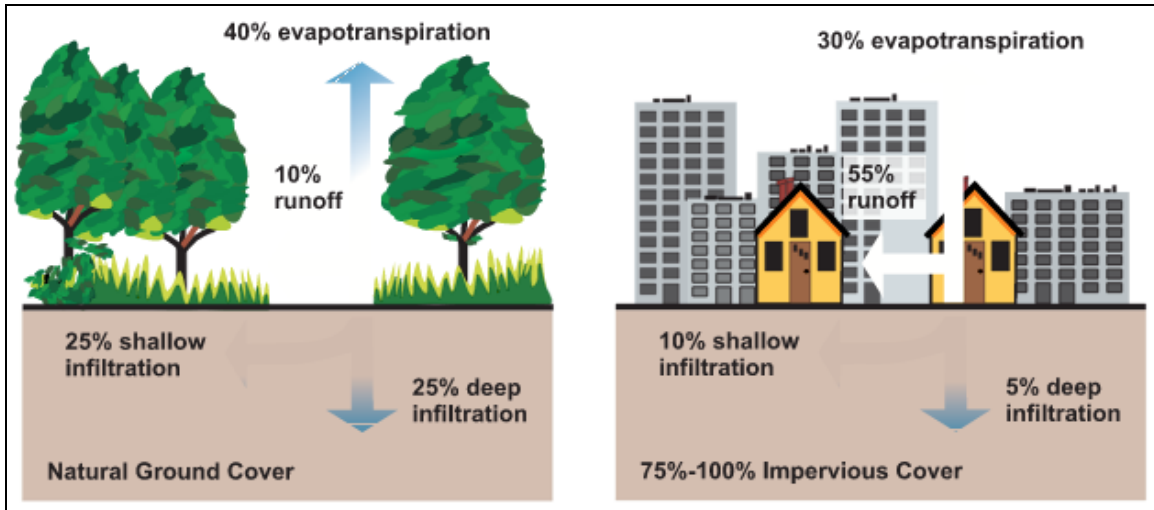 40% evapotranspiration
10%
runoff
25% shallow
infiltration
25% deep
infiltration
Natural Ground Cover
30% evapotranspiration
55%
runoff
10% shallow
infiltration
5% deep
infiltration
75%-100% Impervious Cover